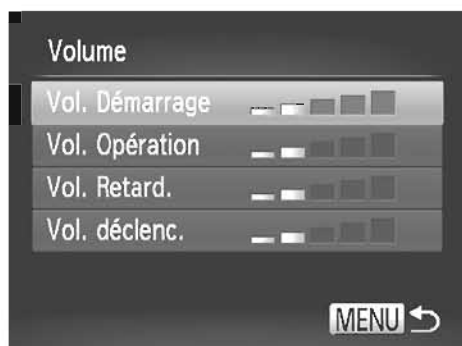 Volume
Vol. Démarrage
Vol. Opération
Vol. Retard.
Vol. déclenc.
MENU